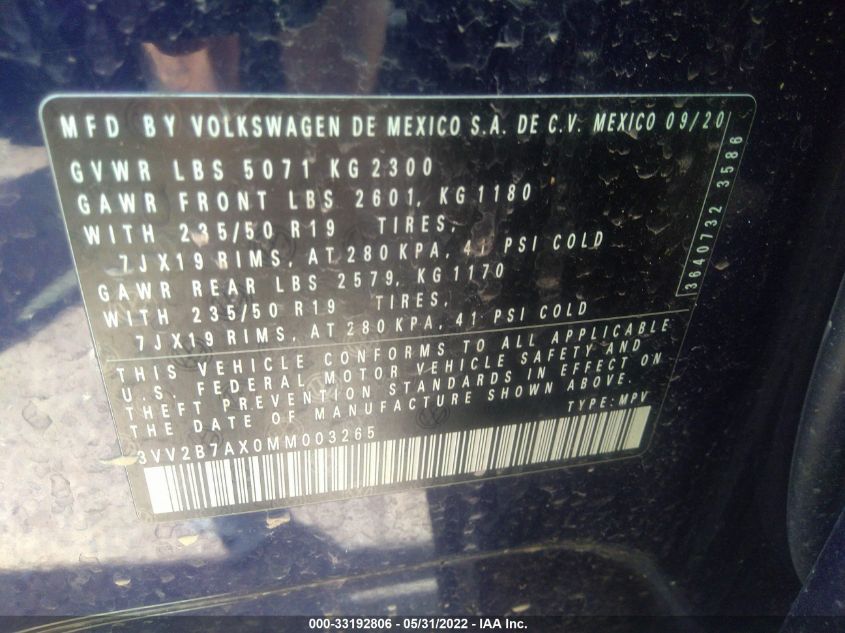 MFD BY VOLKSWAGEN DE MEXICO S.A. DE C.V. MEXICO 09/20
GVWR LBS 5071 KG 2300
GAWR FRONT LBS 2601, KG 1180
WITH 235/50 R19 TIRES,
7JX19 RIMS, AT 280 KPA, 41 PSI COLD
GAWR REAR LBS 2579, KG 1170
WITH 235/50 R19 TIRES,
7JX19 RIMS, AT 280 KPA, 41 PSI COLD
3640732 3586
THIS VEHICLE CONFORMS TO ALL APPLICABLE
U.S. FEDERAL MOTOR VEHICLE SAFETY AND
THEFT PREVENTION STANDARDS IN EFFECT ON
THE DATE OF MANUFACTURE SHOWN ABOVE.
TYPE: MPV
3VV2B7AX0MM003265
000-33192806 - 05/31/2022 - IAA Inc.